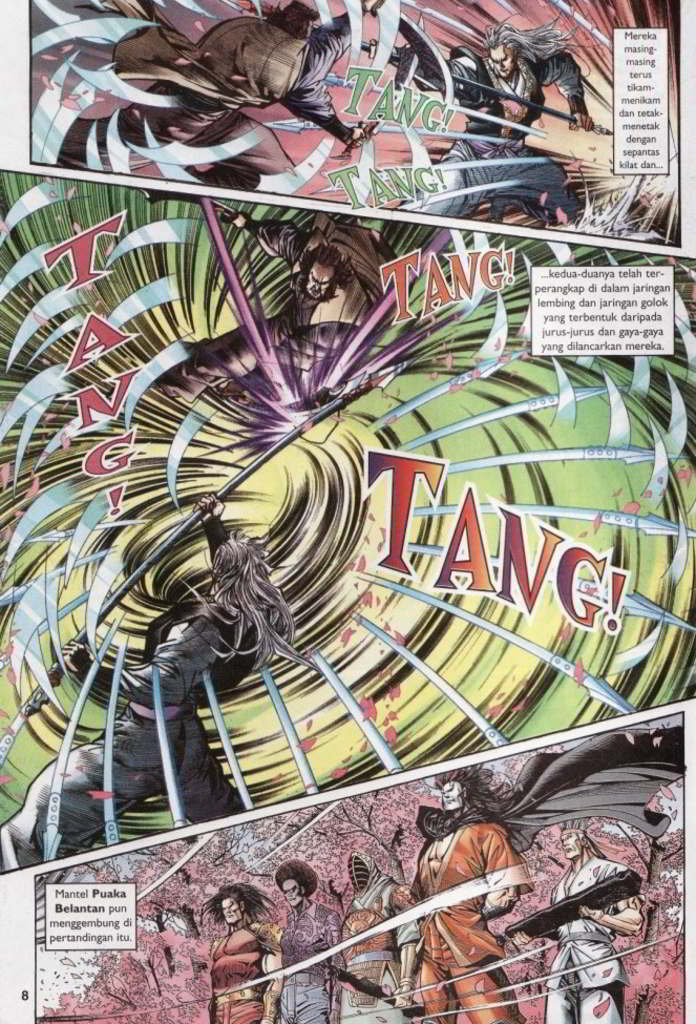 Mereka
masing-
masing
terus
tikam-
menikam
dan tetak-
menetak
dengan
sepantas
kilat dan...
TANG!
TANG!
TANG!
TANG!
...kedua-duanya telah ter-
perangkap di dalam jaringan
lembing dan jaringan golok
yang terbentuk daripada
jurus-jurus dan gaya-gaya
yang dilancarkan mereka.
TANG!
Mantel Puaka
Belantan pun
menggembung di
pertandingan itu.
8